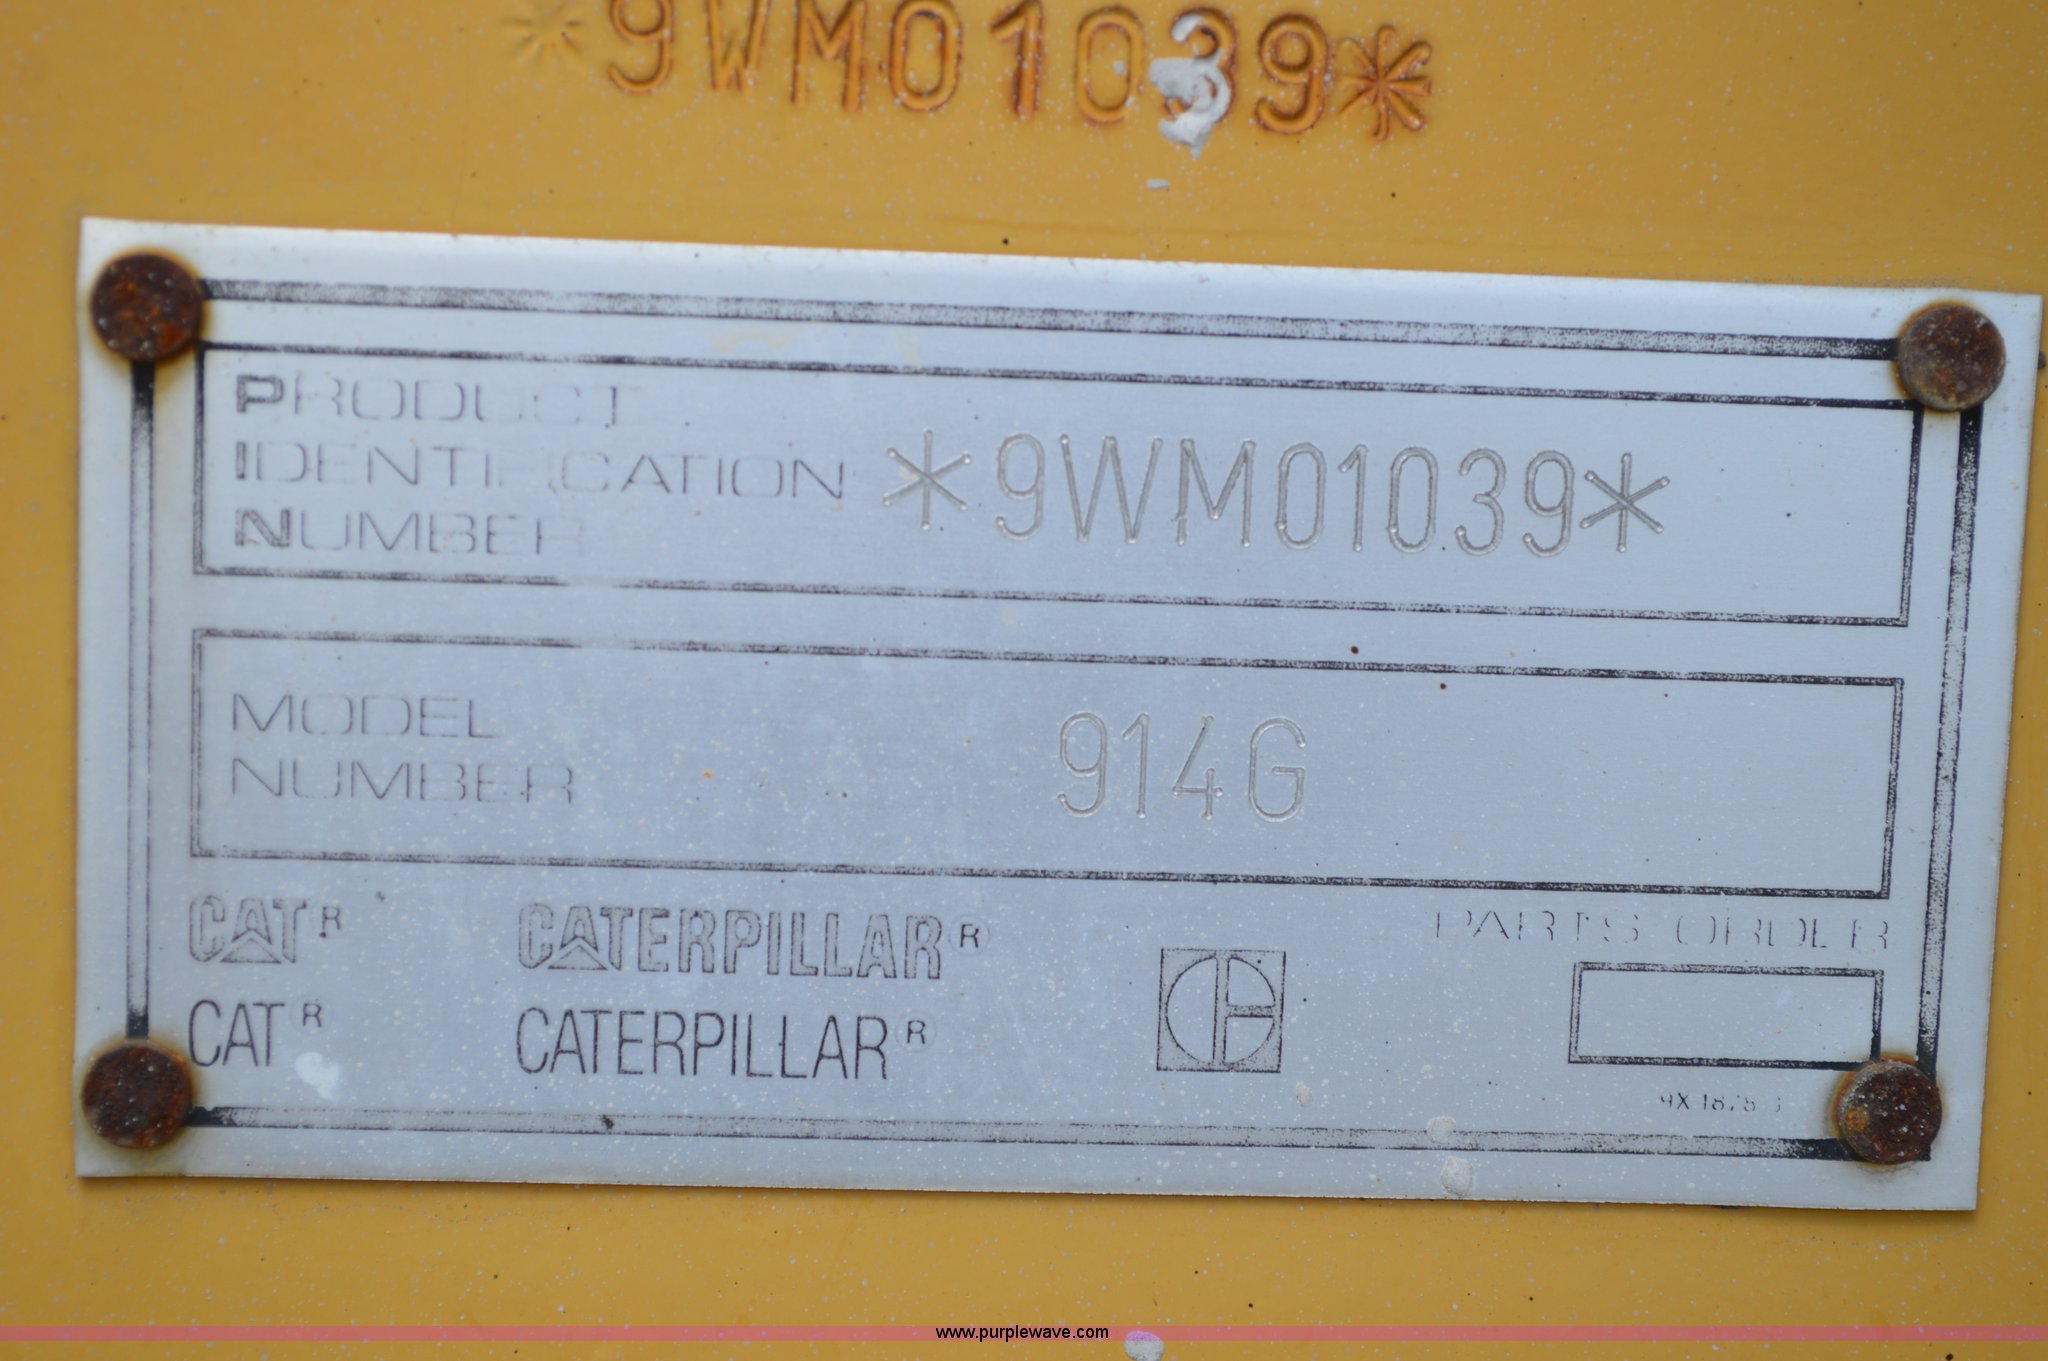 *9WM01039*
PRODUCT
IDENTIFICATION
NUMBER
*9WM01039*
MODEL
NUMBER
914G
CAT® CATERPILLAR®
PARTS ORDER
CAT® CATERPILLAR®
www.purplewave.com